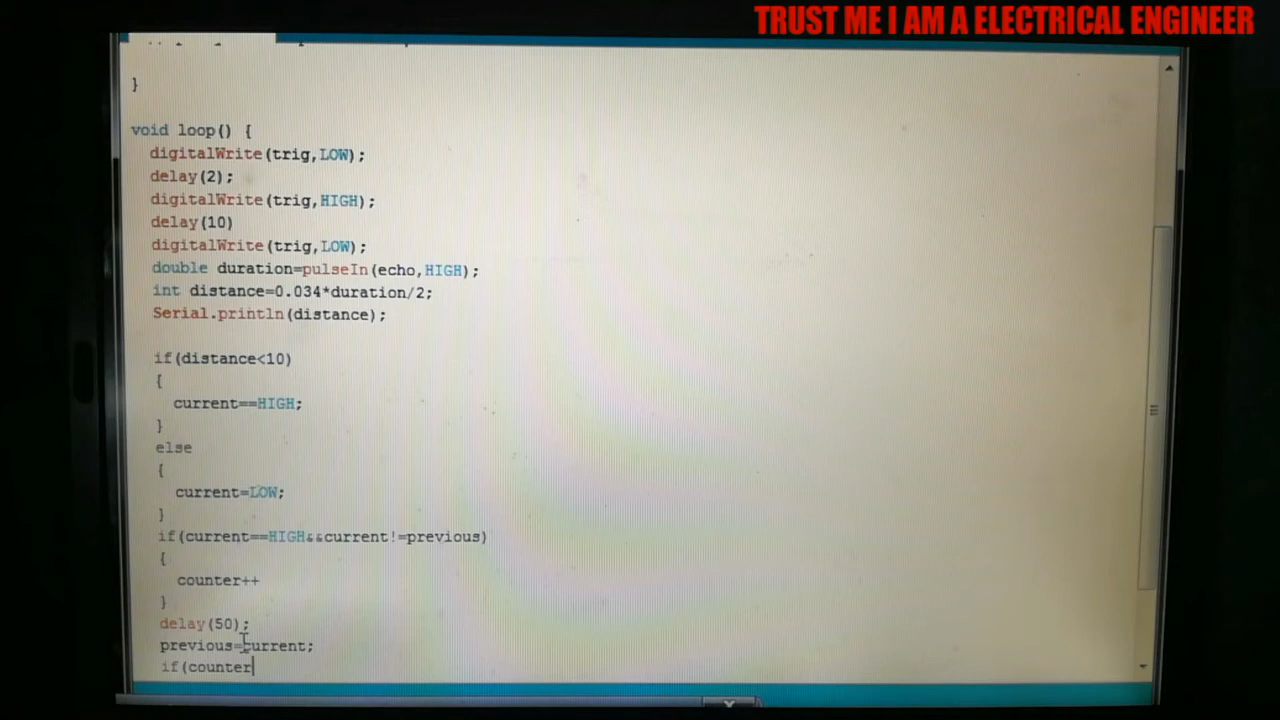 TRUST ME I AM A ELECTRICAL ENGINEER
}
void loop() {
digitalWrite(trig,LOW);
delay(2);
digitalWrite(trig,HIGH);
delay(10)
digitalWrite(trig,LOW);
double duration=pulseIn(echo,HIGH);
int distance=0.034*duration/2;
Serial.println(distance);
if(distance<10)
{
current==HIGH;
}
else
{
current=LOW;
}
if(current==HIGH&&current!=previous)
{
counter++
}
delay(50);
previous=current;
if(counter